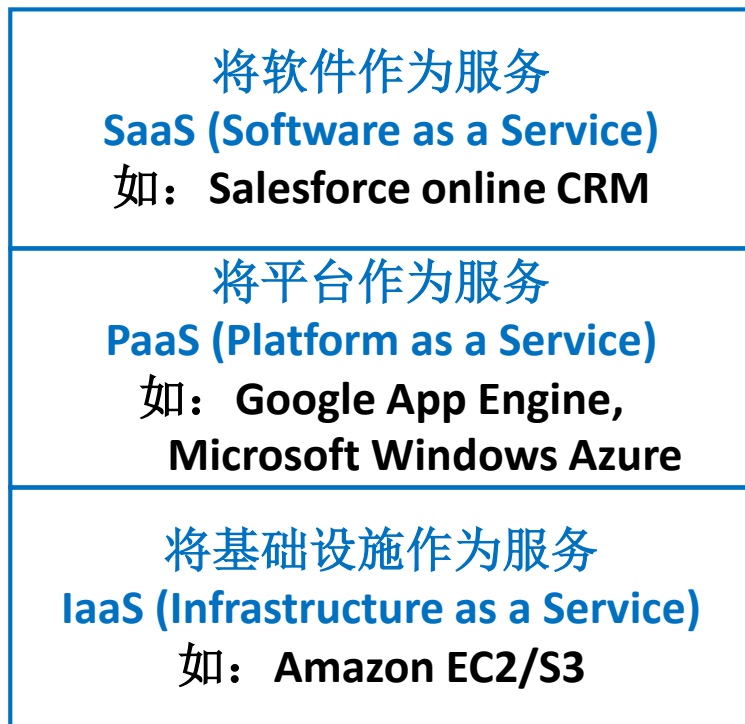 将软件作为服务
SaaS (Software as a Service)
如：Salesforce online CRM
将平台作为服务
PaaS (Platform as a Service)
如：Google App Engine,
Microsoft Windows Azure
将基础设施作为服务
IaaS (Infrastructure as a Service)
如：Amazon EC2/S3